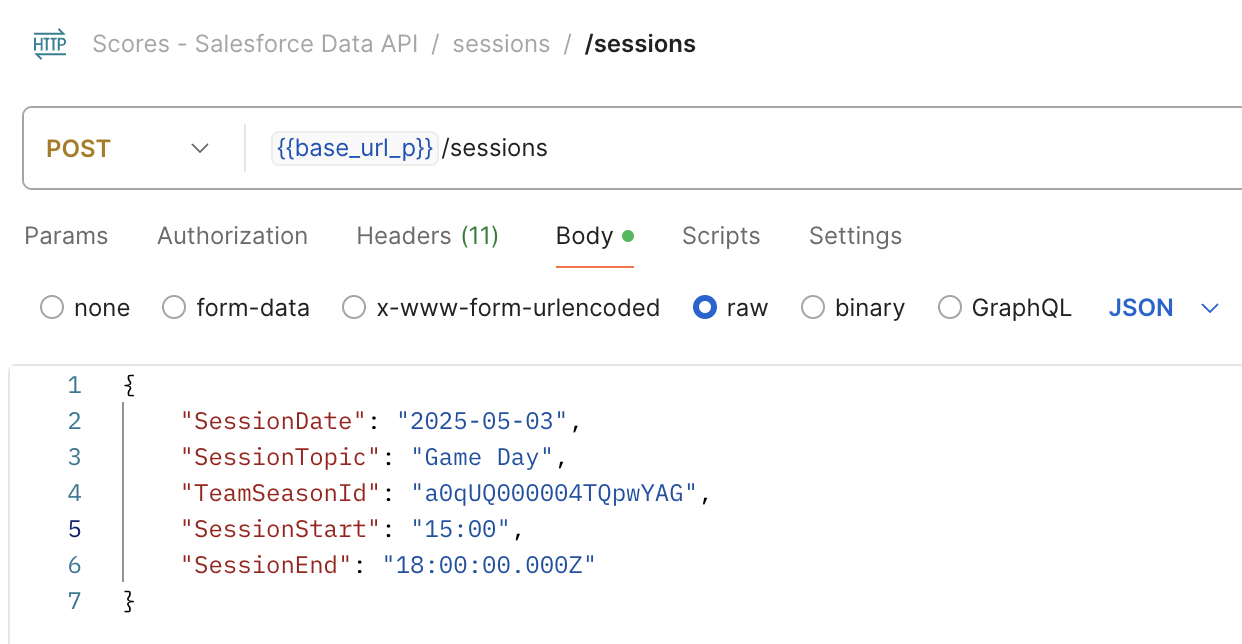 HTTP Scores - Salesforce Data API / sessions / /sessions
POST {{base_url_p}}/sessions
Params Authorization Headers (11) Body Scripts Settings
none form-data x-www-form-urlencoded raw binary GraphQL JSON
1 {
2 "SessionDate": "2025-05-03",
3 "SessionTopic": "Game Day",
4 "TeamSeasonId": "a0qUQ000004TQpwYAG",
5 "SessionStart": "15:00",
6 "SessionEnd": "18:00:00.000Z"
7 }